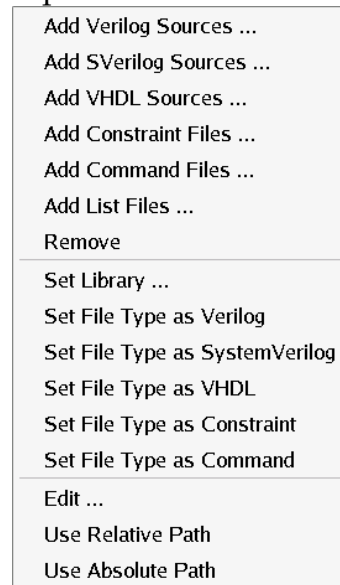 Add Verilog Sources ...
Add SVerilog Sources ...
Add VHDL Sources ...
Add Constraint Files ...
Add Command Files ...
Add List Files ...
Remove
Set Library ...
Set File Type as Verilog
Set File Type as SystemVerilog
Set File Type as VHDL
Set File Type as Constraint
Set File Type as Command
Edit ...
Use Relative Path
Use Absolute Path